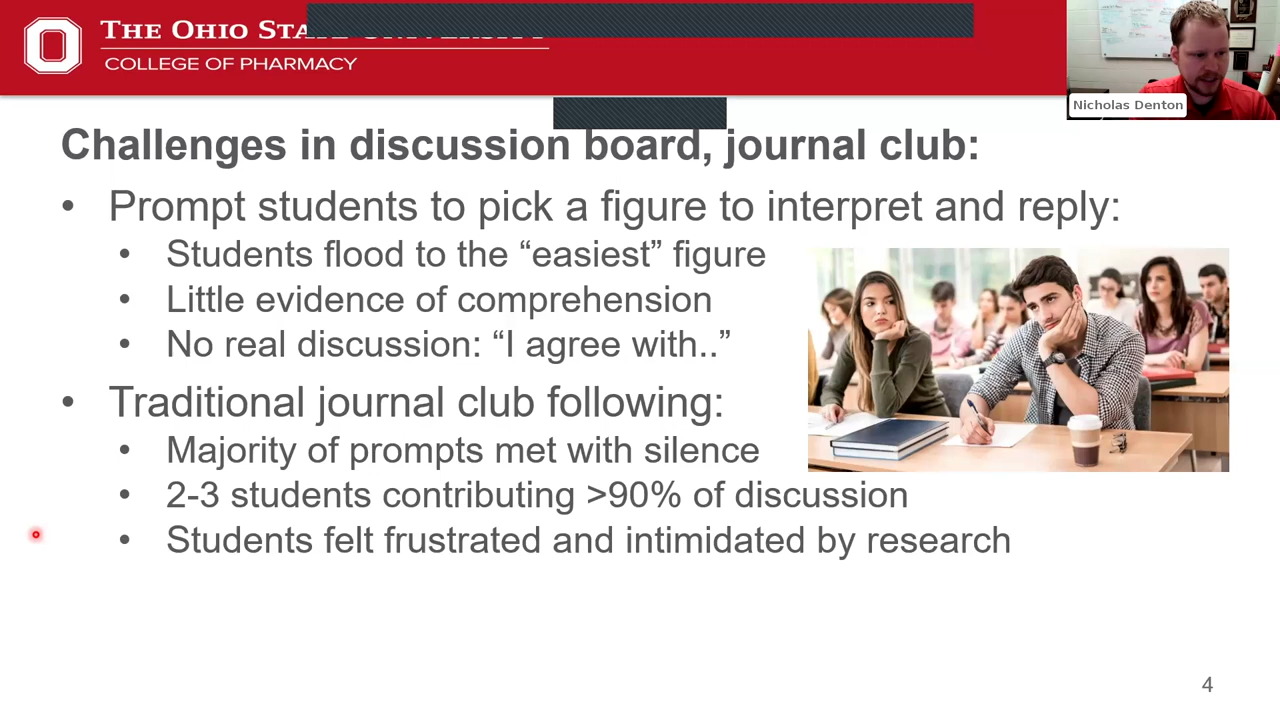 THE OHIO STATE UNIVERSITY
COLLEGE OF PHARMACY
Nicholas Denton
Challenges in discussion board, journal club:
• Prompt students to pick a figure to interpret and reply:
• Students flood to the “easiest” figure
• Little evidence of comprehension
• No real discussion: “I agree with..”
• Traditional journal club following:
• Majority of prompts met with silence
• 2-3 students contributing >90% of discussion
• Students felt frustrated and intimidated by research
4